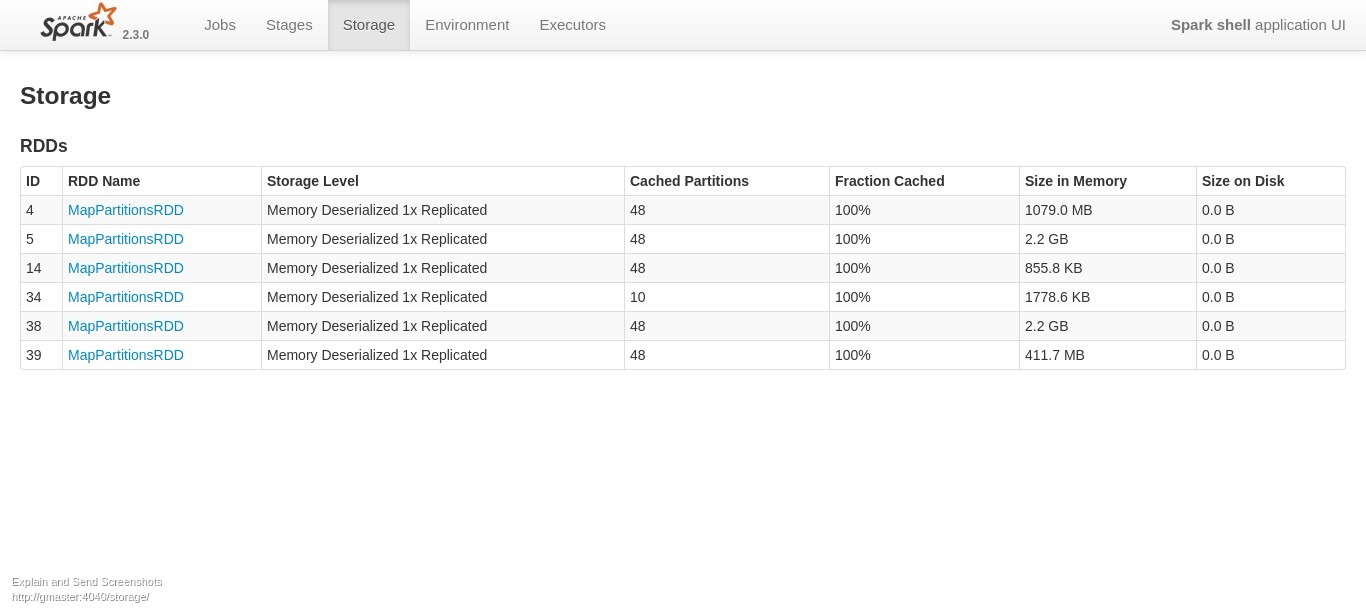 APACHE
Spark 2.3.0 Jobs Stages Storage Environment Executors Spark shell application UI
Storage
RDDs
ID RDD Name Storage Level Cached Partitions Fraction Cached Size in Memory Size on Disk
4 MapPartitionsRDD Memory Deserialized 1x Replicated 48 100% 1079.0 MB 0.0 B
5 MapPartitionsRDD Memory Deserialized 1x Replicated 48 100% 2.2 GB 0.0 B
14 MapPartitionsRDD Memory Deserialized 1x Replicated 48 100% 855.8 KB 0.0 B
34 MapPartitionsRDD Memory Deserialized 1x Replicated 10 100% 1778.6 KB 0.0 B
38 MapPartitionsRDD Memory Deserialized 1x Replicated 48 100% 2.2 GB 0.0 B
39 MapPartitionsRDD Memory Deserialized 1x Replicated 48 100% 411.7 MB 0.0 B
Explain and Send Screenshots
http://gmaster:4040/storage/